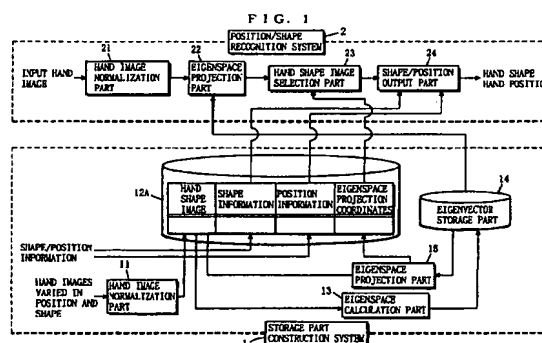 FIG. 1
POSITION/SHAPE
RECOGNITION SYSTEM
2
21
22
23
24
INPUT HAND
IMAGE
HAND IMAGE
NORMALIZATION
PART
EIGENSPACE
PROJECTION
PART
HAND SHAPE IMAGE
SELECTION PART
SHAPE/POSITION
OUTPUT PART
HAND SHAPE
HAND POSITION
12A
HAND
SHAPE
IMAGE
SHAPE
INFORMATION
POSITION
INFORMATION
EIGENSPACE
PROJECTION
COORDINATES
14
EIGENVECTOR
STORAGE PART
SHAPE/POSITION
INFORMATION
11
HAND IMAGES
VARIED IN
POSITION AND
SHAPE
HAND IMAGE
NORMALIZATION
PART
15
EIGENSPACE
PROJECTION PART
13
EIGENSPACE
CALCULATION PART
STORAGE PART
CONSTRUCTION SYSTEM